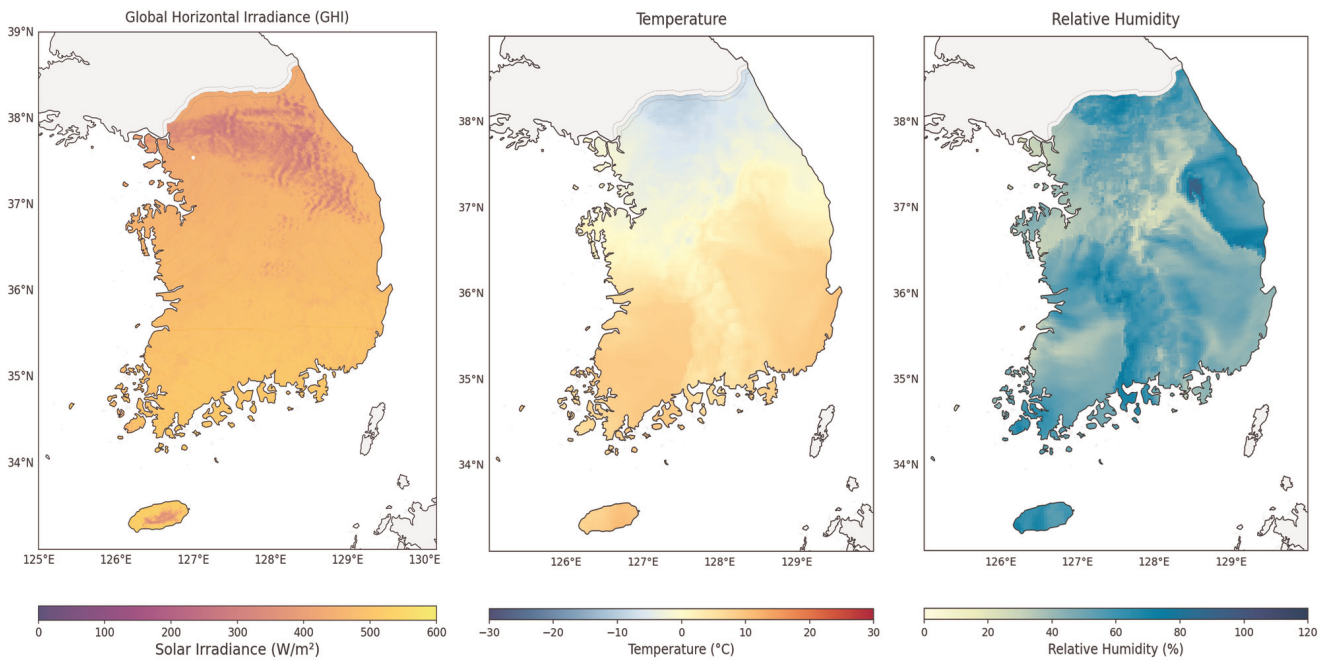 Global Horizontal Irradiance (GHI)
39°N
38°N
37°N
36°N
35°N
34°N
125°E 126°E 127°E 128°E 129°E 130°E
0 100 200 300 400 500 600
Solar Irradiance (W/m²)
Temperature
38°N
37°N
36°N
35°N
34°N
126°E 127°E 128°E 129°E
−30 −20 −10 0 10 20 30
Temperature (°C)
Relative Humidity
38°N
37°N
36°N
35°N
34°N
126°E 127°E 128°E 129°E
0 20 40 60 80 100 120
Relative Humidity (%)